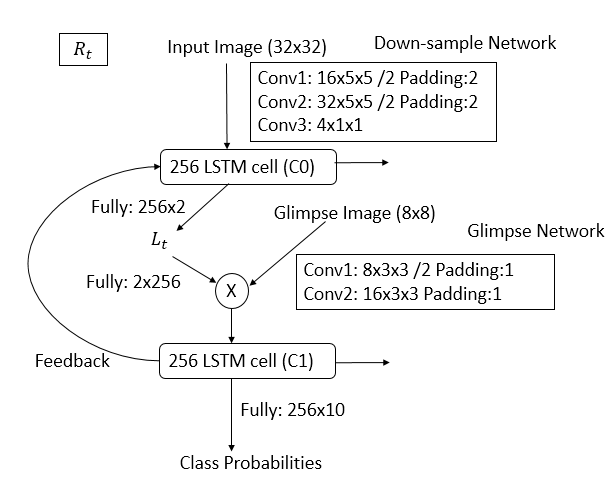 R_t
Input Image (32x32)
Down-sample Network
Conv1: 16x5x5 /2 Padding:2
Conv2: 32x5x5 /2 Padding:2
Conv3: 4x1x1
256 LSTM cell (C0)
Fully: 256x2
Glimpse Image (8x8)
L_t
Glimpse Network
Fully: 2x256
X
Conv1: 8x3x3 /2 Padding:1
Conv2: 16x3x3 Padding:1
Feedback
256 LSTM cell (C1)
Fully: 256x10
Class Probabilities